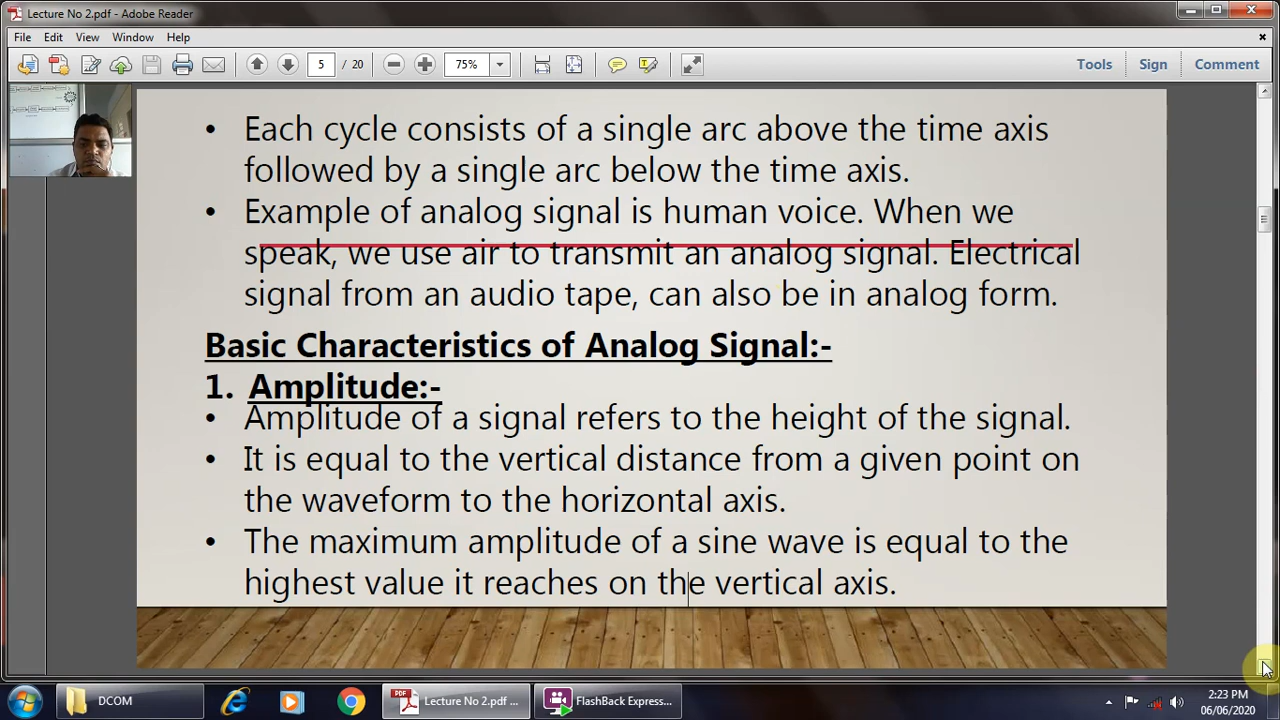 Lecture No 2.pdf - Adobe Reader
File Edit View Window Help
5 / 20 75% Tools Sign Comment
• Each cycle consists of a single arc above the time axis
followed by a single arc below the time axis.
• Example of analog signal is human voice. When we
speak, we use air to transmit an analog signal. Electrical
signal from an audio tape, can also be in analog form.
Basic Characteristics of Analog Signal:-
1. Amplitude:-
• Amplitude of a signal refers to the height of the signal.
• It is equal to the vertical distance from a given point on
the waveform to the horizontal axis.
• The maximum amplitude of a sine wave is equal to the
highest value it reaches on the vertical axis.
DCOM
PDF
Lecture No 2.pdf ...
FlashBack Express...
2:23 PM
06/06/2020